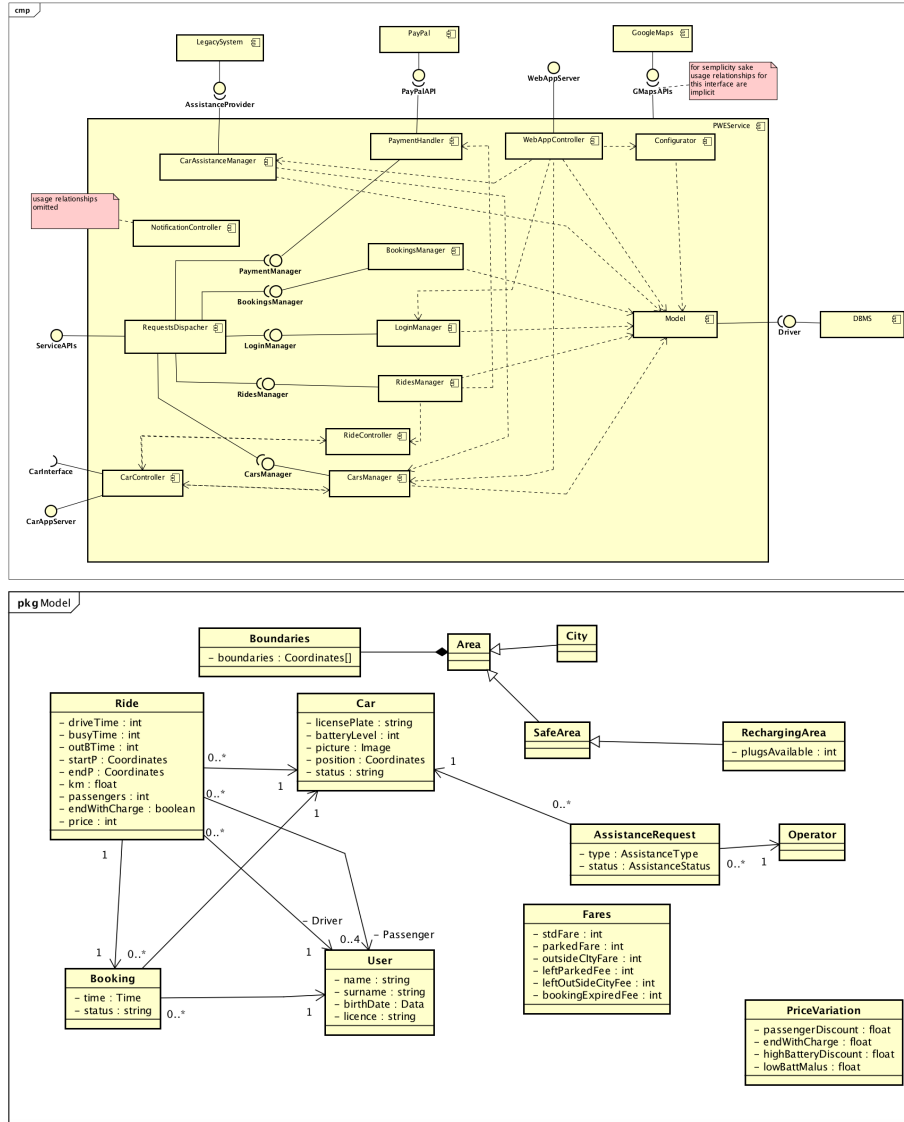 cmp
LegacySystem
PayPal
GoogleMaps
AssistanceProvider
PayPalAPI
WebAppServer
GMapsAPIs
for semplicity sake
usage relationships for
this interface are
implicit
PWEService
CarAssistanceManager
PaymentHandler
WebAppController
Configurator
usage relationships
omitted
NotificationController
BookingsManager
PaymentManager
BookingsManager
RequestsDispacher
LoginManager
LoginManager
Model
Driver
DBMS
ServiceAPIs
RidesManager
RidesManager
RideController
CarInterface
CarController
CarsManager
CarsManager
CarAppServer
pkg Model
Boundaries
– boundaries : Coordinates[]
Area
City
Ride
– driveTime : int
– busyTime : int
– outBTime : int
– startP : Coordinates
– endP : Coordinates
– km : float
– passengers : int
– endWithCharge : boolean
– price : int
Car
– licensePlate : string
– batteryLevel : int
– picture : Image
– position : Coordinates
– status : string
SafeArea
RechargingArea
– plugsAvailable : int
0..*
1
0..*
1
1
0..*
0..*
AssistanceRequest
– type : AssistanceType
– status : AssistanceStatus
0..*
1
Operator
1
1
0..*
– Driver
1
0..4
– Passenger
Booking
– time : Time
– status : string
0..*
1
User
– name : string
– surname : string
– birthDate : Data
– licence : string
Fares
– stdFare : int
– parkedFare : int
– outsideCItyFare : int
– leftParkedFee : int
– leftOutSideCityFee : int
– bookingExpiredFee : int
PriceVariation
– passengerDiscount : float
– endWithCharge : float
– highBatteryDiscount : float
– lowBattMalus : float